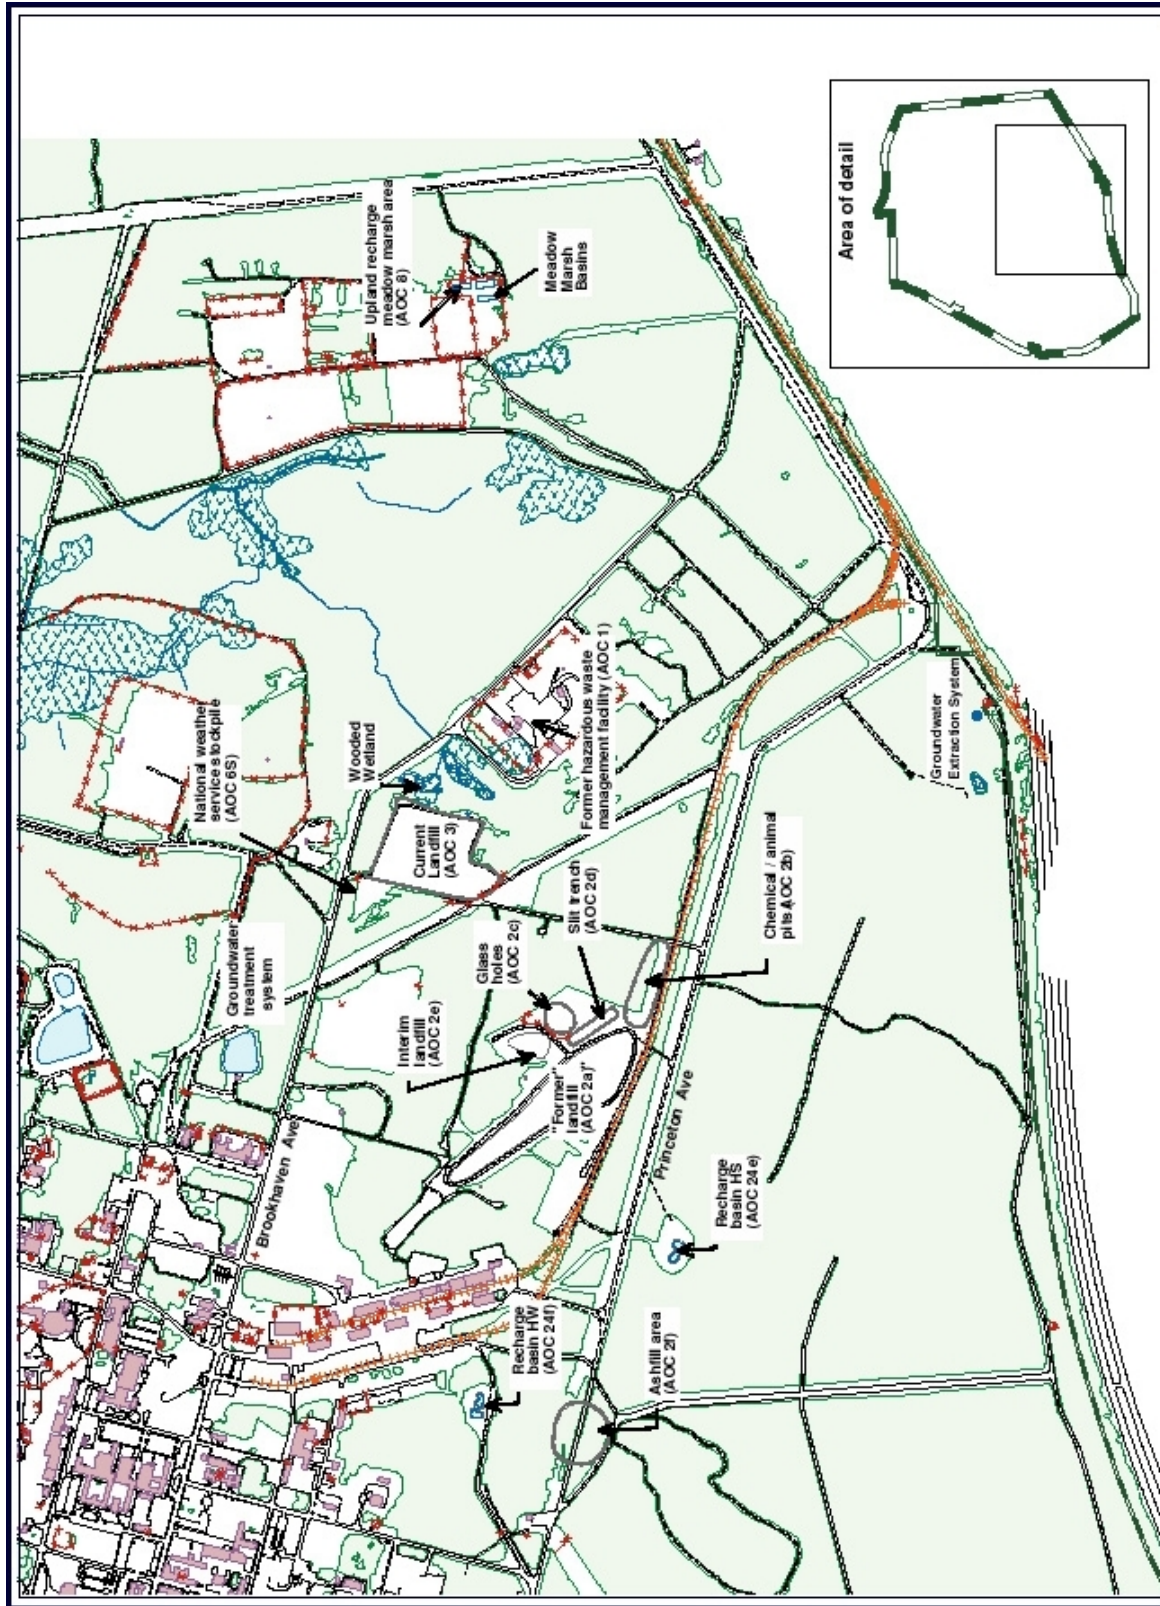 Area of detail
Upland recharge
meadow marsh area
(AOC 8)
Meadow
Marsh
Basins
National weather
service stockpile
(AOC 6S)
Wooded
Wetland
Former hazardous waste
management facility (AOC 1)
Groundwater
Extraction System
Current
Landfill
(AOC 3)
Groundwater
treatment
system
Glass
holes
(AOC 2c)
Slit trench
(AOC 2d)
Chemical / animal
pits AOC 2b)
Interim
landfill
(AOC 2e)
"Former"
landfill
(AOC 2a)"
Brookhaven Ave
Princeton Ave
Recharge
basin HS
(AOC 24e)
Recharge
basin HW
(AOC 24f)
Ashfill area
(AOC 2f)